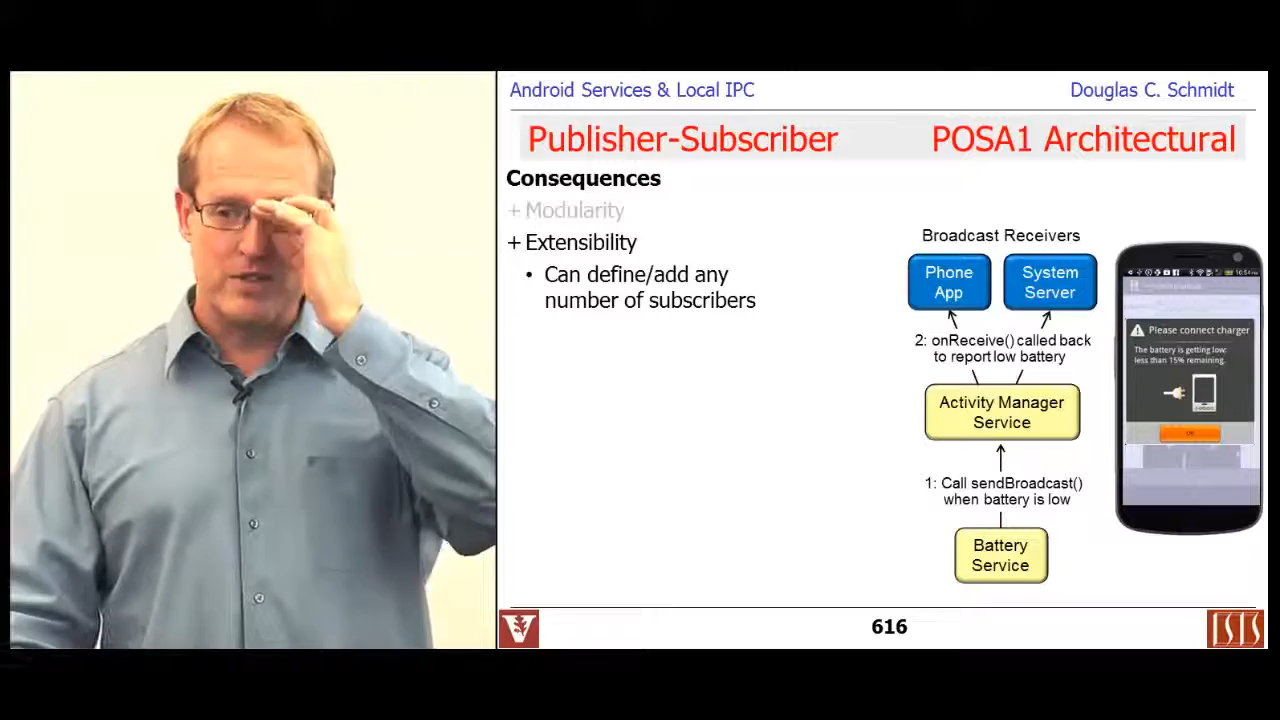 Android Services & Local IPC
Douglas C. Schmidt
Publisher-Subscriber
POSA1 Architectural
Consequences
+ Modularity
+ Extensibility
• Can define/add any
number of subscribers
Broadcast Receivers
Phone
App
System
Server
2: onReceive() called back
to report low battery
Activity Manager
Service
1: Call sendBroadcast()
when battery is low
Battery
Service
Please connect charger
The battery is getting low:
less than 15% remaining.
OK
616
V
ISIS